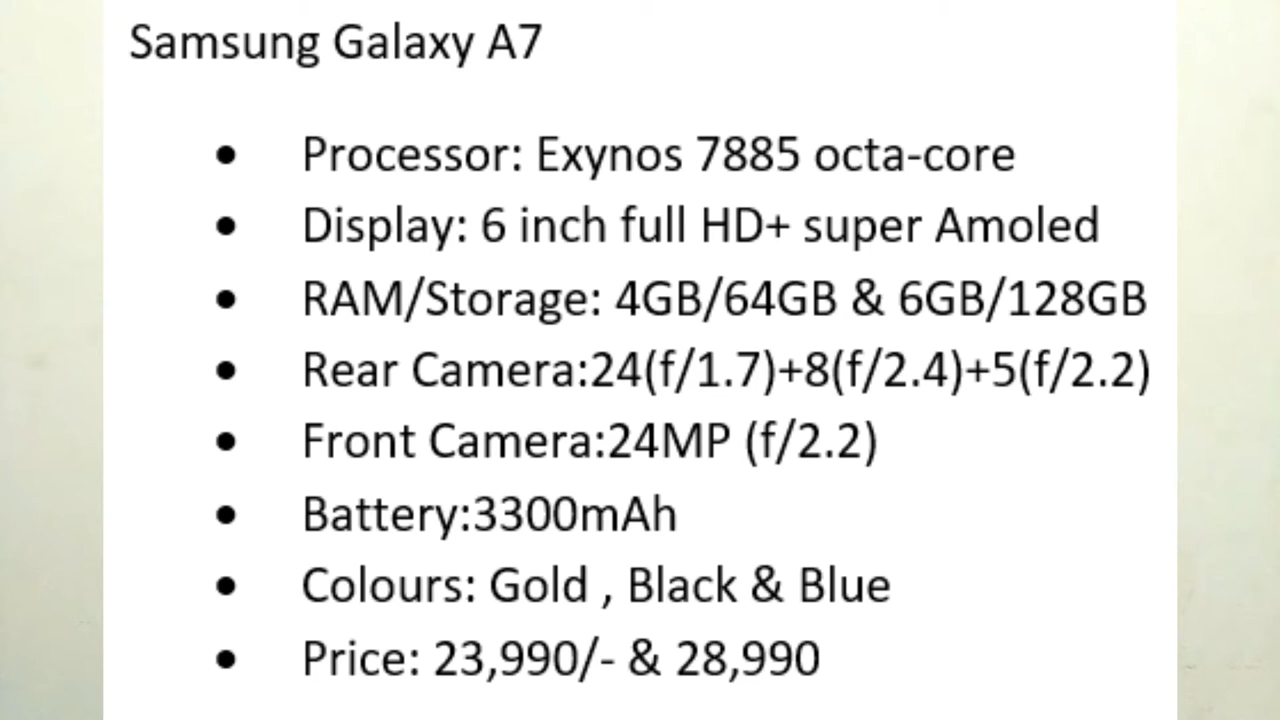 Samsung Galaxy A7
• Processor: Exynos 7885 octa-core
• Display: 6 inch full HD+ super Amoled
• RAM/Storage: 4GB/64GB & 6GB/128GB
• Rear Camera:24(f/1.7)+8(f/2.4)+5(f/2.2)
• Front Camera:24MP (f/2.2)
• Battery:3300mAh
• Colours: Gold , Black & Blue
• Price: 23,990/- & 28,990